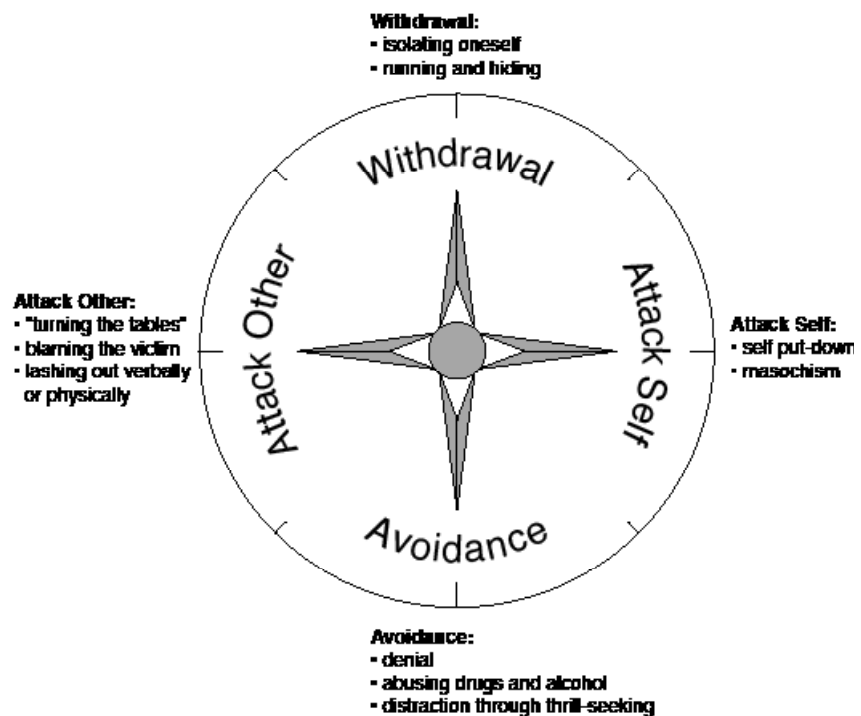 Withdrawal:
- isolating oneself
- running and hiding
Withdrawal
Attack Other:
- "turning the tables"
- blaming the victim
- lashing out verbally
or physically
Attack Other
Attack Self
Attack Self:
- self put-down
- masochism
Avoidance
Avoidance:
- denial
- abusing drugs and alcohol
- distraction through thrill-seeking